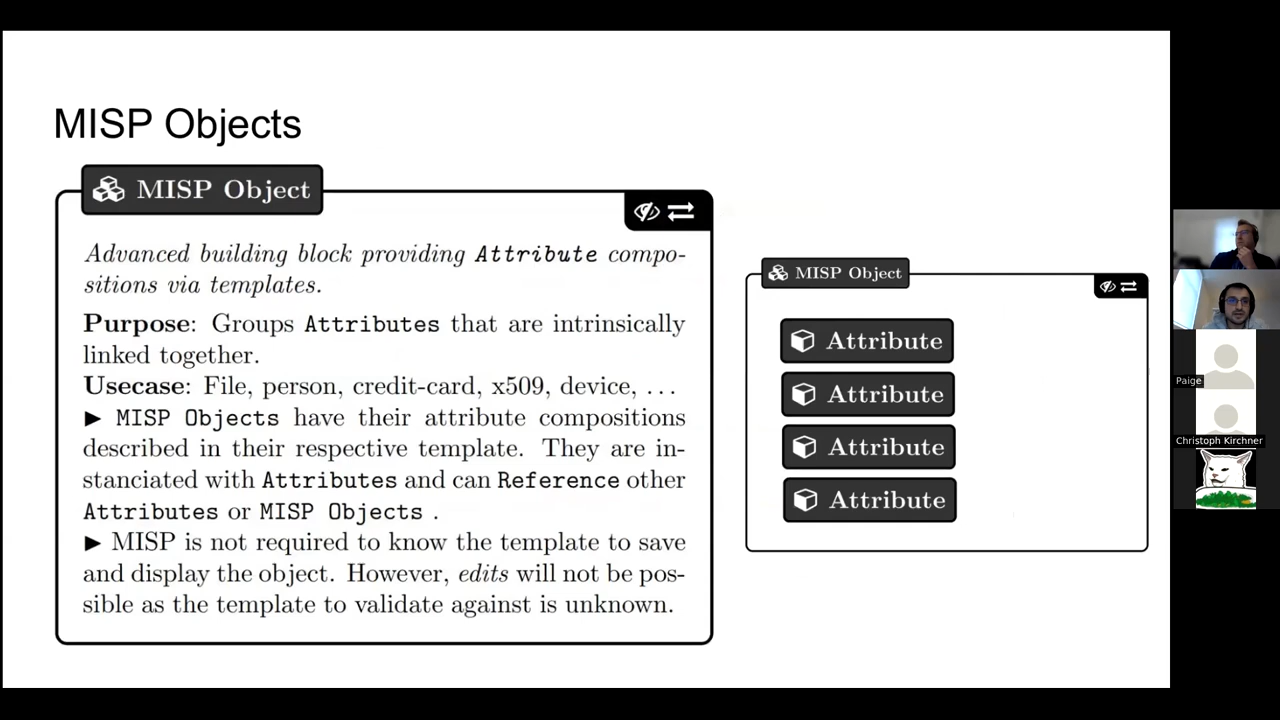 MISP Objects
MISP Object
Advanced building block providing Attribute compo-
sitions via templates.
Purpose: Groups Attributes that are intrinsically
linked together.
Usecase: File, person, credit-card, x509, device, ...
▶ MISP Objects have their attribute compositions
described in their respective template. They are in-
stanciated with Attributes and can Reference other
Attributes or MISP Objects .
▶ MISP is not required to know the template to save
and display the object. However, edits will not be pos-
sible as the template to validate against is unknown.
MISP Object
Attribute
Attribute
Attribute
Attribute
Paige
Christoph Kirchner